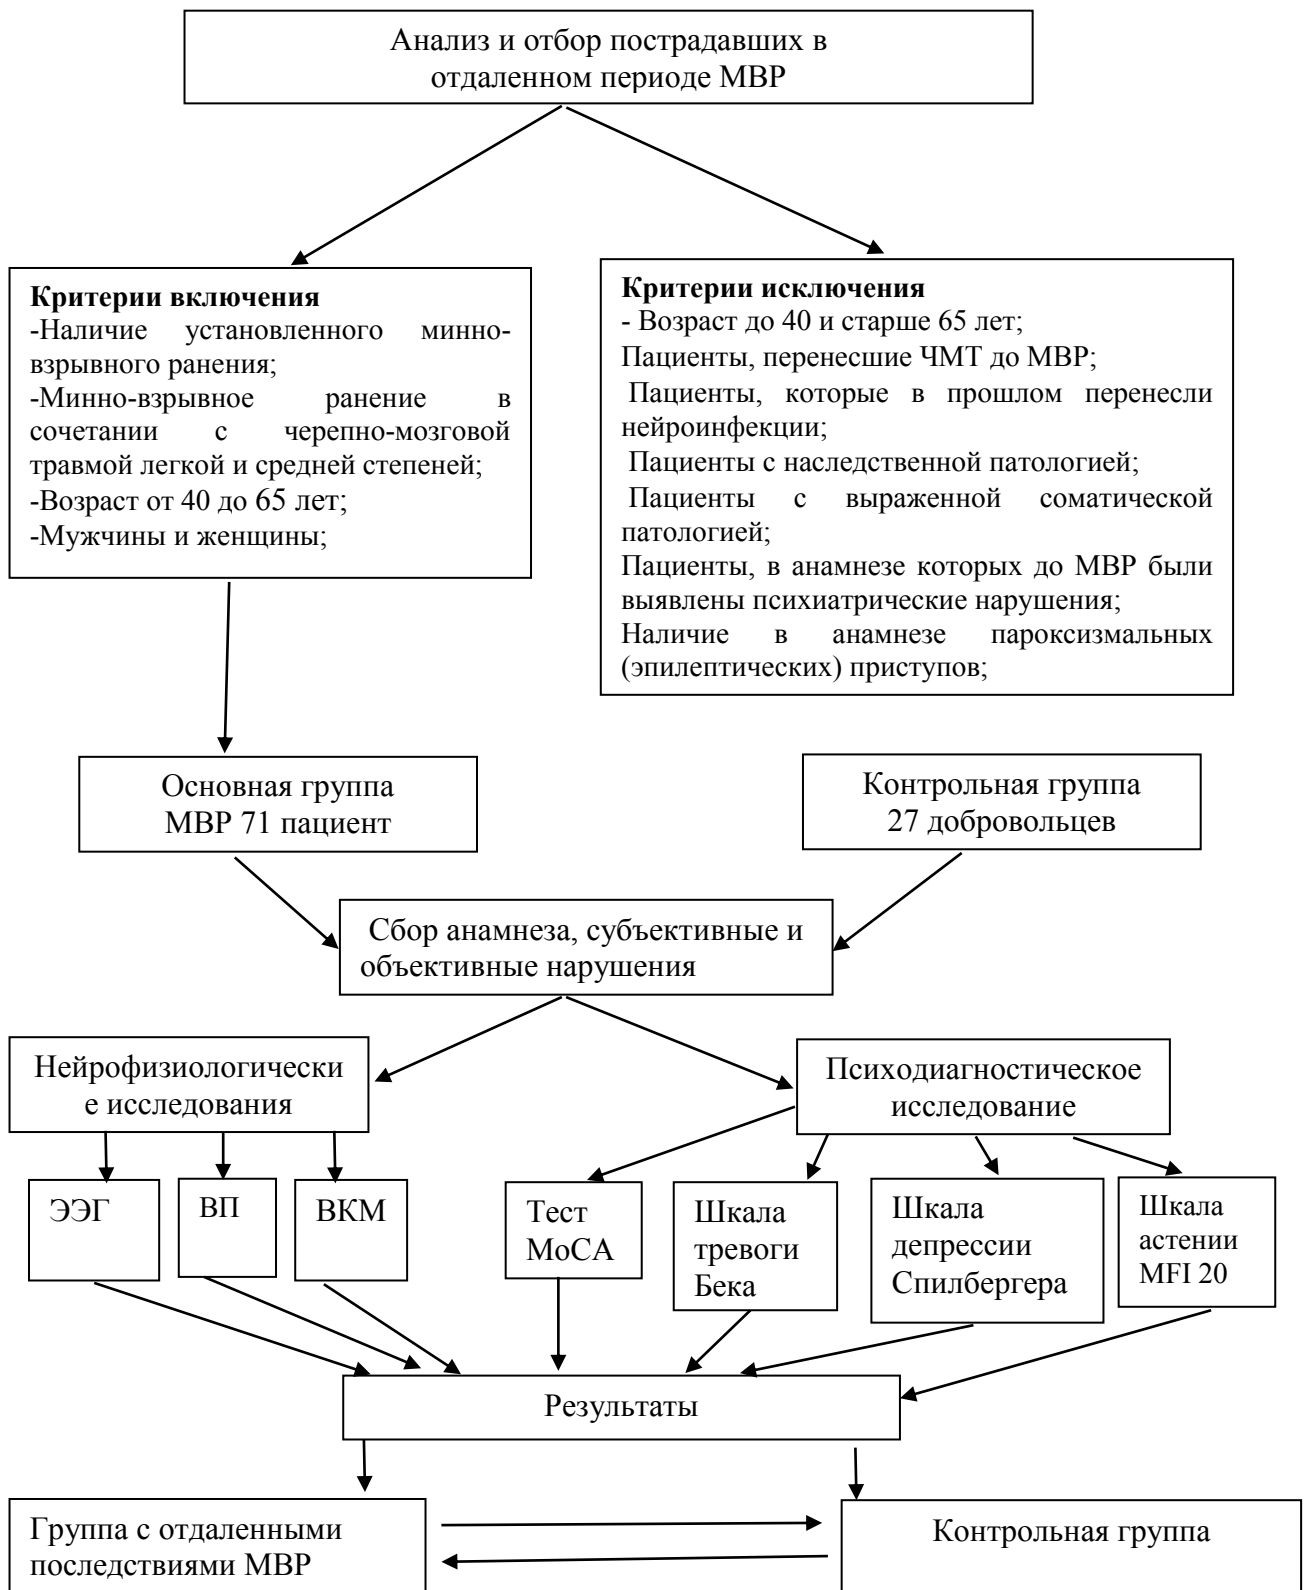 Анализ и отбор пострадавших в
отдаленном периоде МВР
Критерии включения
-Наличие установленного минно-
взрывного ранения;
-Минно-взрывное ранение в
сочетании с черепно-мозговой
травмой легкой и средней степеней;
-Возраст от 40 до 65 лет;
-Мужчины и женщины;
Критерии исключения
- Возраст до 40 и старше 65 лет;
Пациенты, перенесшие ЧМТ до МВР;
Пациенты, которые в прошлом перенесли
нейроинфекции;
Пациенты с наследственной патологией;
Пациенты с выраженной соматической
патологией;
Пациенты, в анамнезе которых до МВР были
выявлены психиатрические нарушения;
Наличие в анамнезе пароксизмальных
(эпилептических) приступов;
Основная группа
МВР 71 пациент
Контрольная группа
27 добровольцев
Сбор анамнеза, субъективные и
объективные нарушения
Нейрофизиологически
е исследования
Психодиагностическое
исследование
ЭЭГ
ВП
ВКМ
Тест
МоСА
Шкала
тревоги
Бека
Шкала
депрессии
Спилбергера
Шкала
астении
MFI 20
Результаты
Группа с отдаленными
последствиями МВР
Контрольная группа